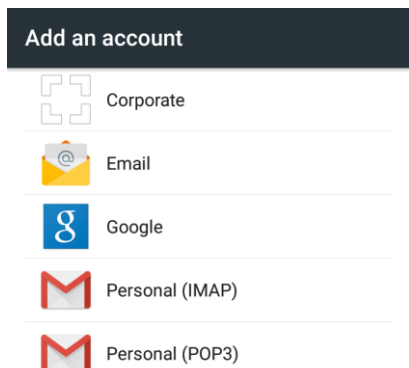 Add an account
Corporate
@
Email
g
Google
Personal (IMAP)
Personal (POP3)